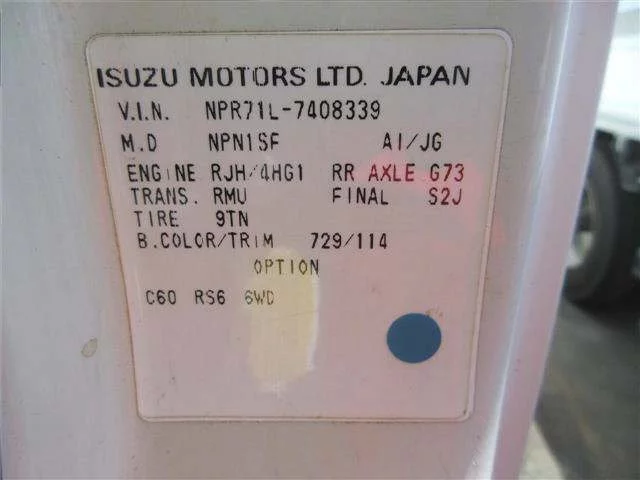 ISUZU MOTORS LTD. JAPAN
V.I.N. NPR71L-7408339
M.D NPN1SF AI/JG
ENGINE RJH/4HG1 RR AXLE G73
TRANS. RMU FINAL S2J
TIRE 9TN
B.COLOR/TRIM 729/114
OPTION
C60 RS6 6WD